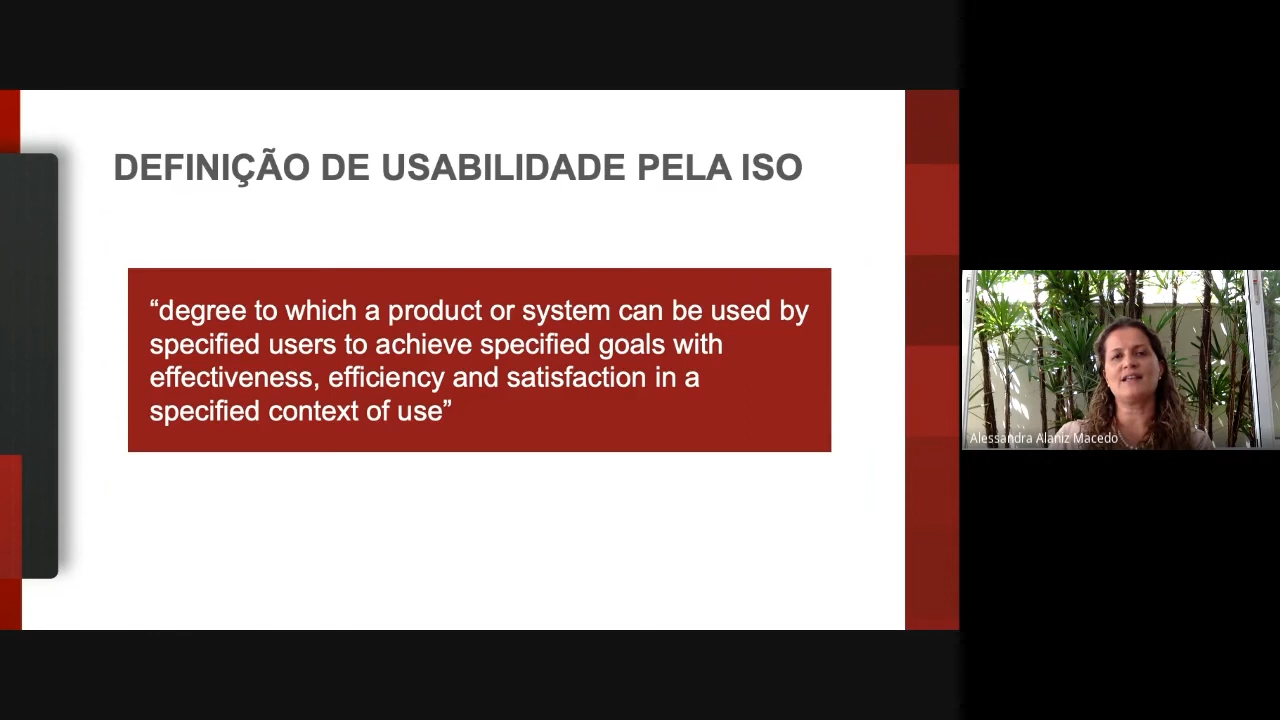 DEFINIÇÃO DE USABILIDADE PELA ISO
“degree to which a product or system can be used by
specified users to achieve specified goals with
effectiveness, efficiency and satisfaction in a
specified context of use”
Alessandra Alaniz Macedo